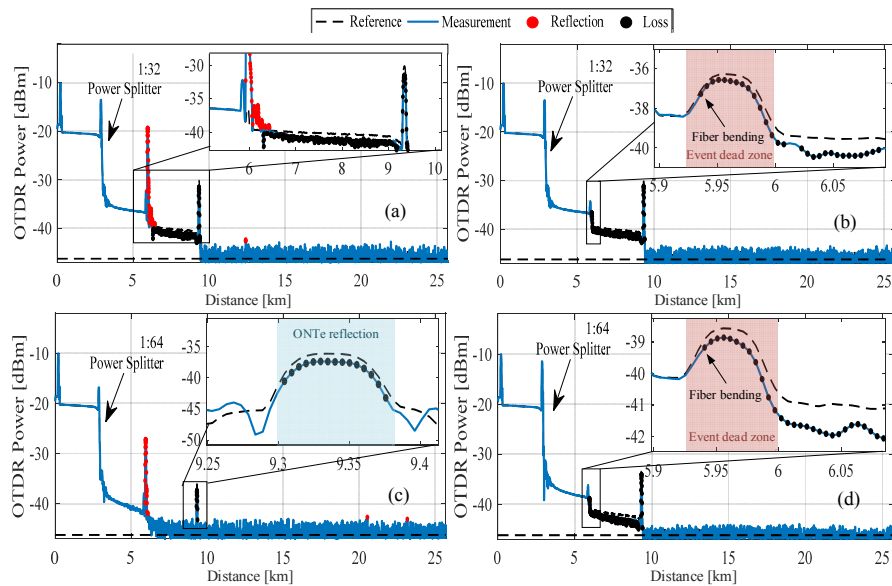 Reference Measurement Reflection Loss
OTDR Power [dBm]
-10
-20
-30
-40
0 5 10 15 20 25
Distance [km]
1:32
Power Splitter
-30
-35
-40
6 7 8 9 10
(a)
OTDR Power [dBm]
-10
-20
-30
-40
0 5 10 15 20 25
Distance [km]
1:32
Power Splitter
-36
-38
-40
5.9 5.95 6 6.05
Fiber bending
Event dead zone
(b)
OTDR Power [dBm]
-10
-20
-30
-40
0 5 10 15 20 25
Distance [km]
1:64
Power Splitter
-35
-40
-45
-50
9.25 9.3 9.35 9.4
ONTe reflection
(c)
OTDR Power [dBm]
-10
-20
-30
-40
0 5 10 15 20 25
Distance [km]
1:64
Power Splitter
-39
-40
-41
-42
5.9 5.95 6 6.05
Fiber bending
Event dead zone
(d)